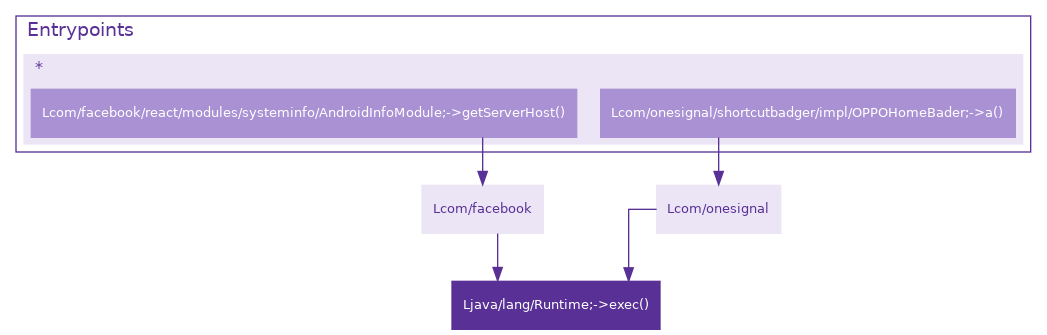 Entrypoints
*
Lcom/facebook/react/modules/systeminfo/AndroidInfoModule;->getServerHost()
Lcom/onesignal/shortcutbadger/impl/OPPOHomeBader;->a()
Lcom/facebook
Lcom/onesignal
Ljava/lang/Runtime;->exec()